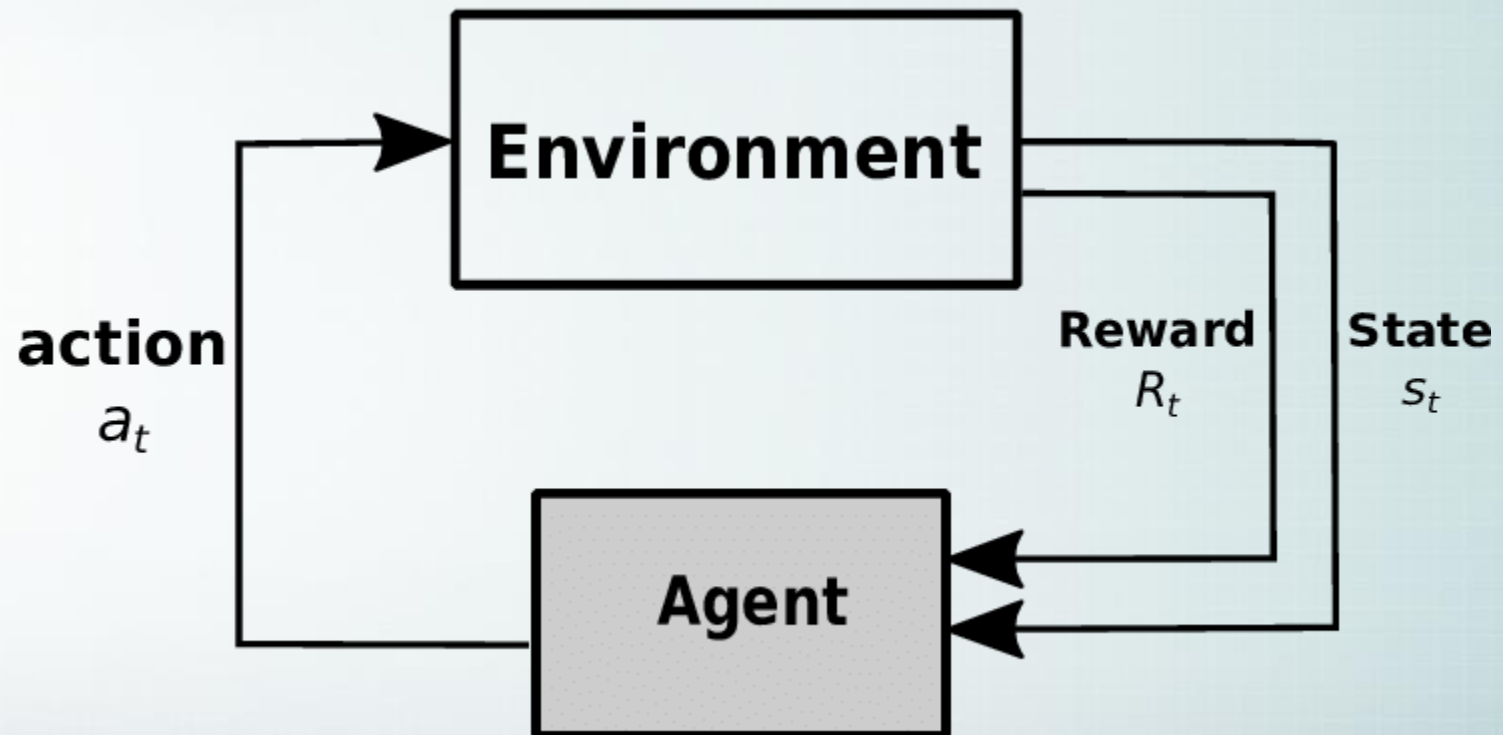 Environment
action
a_t
Reward
R_t
State
s_t
Agent